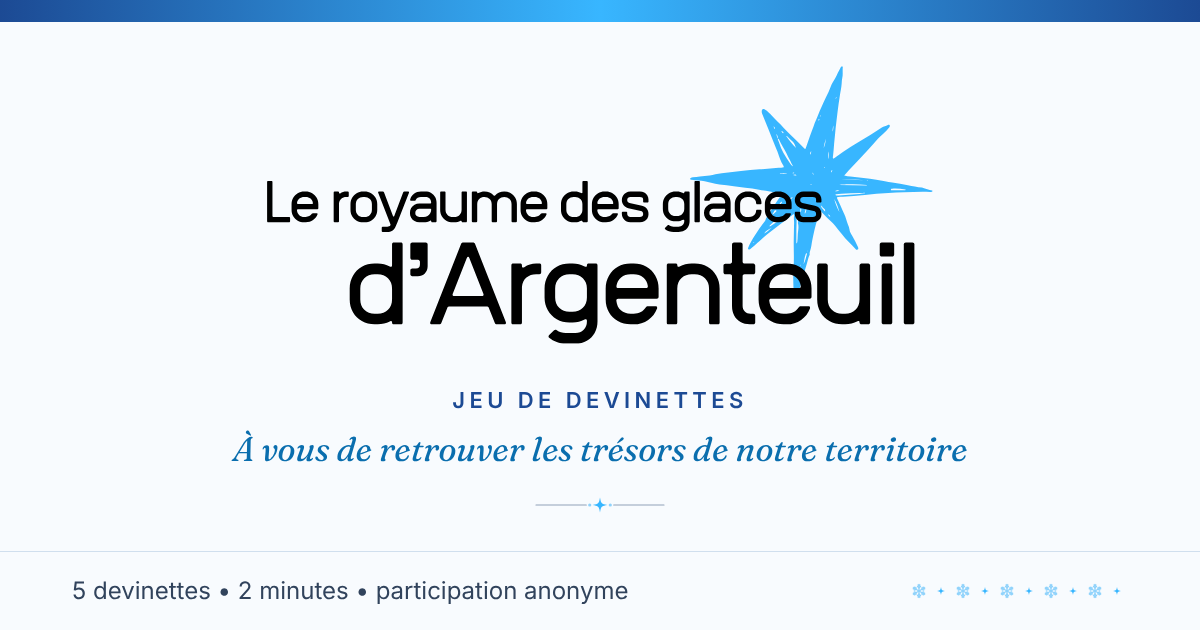 Le royaume des glaces
d’Argenteuil
JEU DE DEVINETTES
À vous de retrouver les trésors de notre territoire
5 devinettes • 2 minutes • participation anonyme